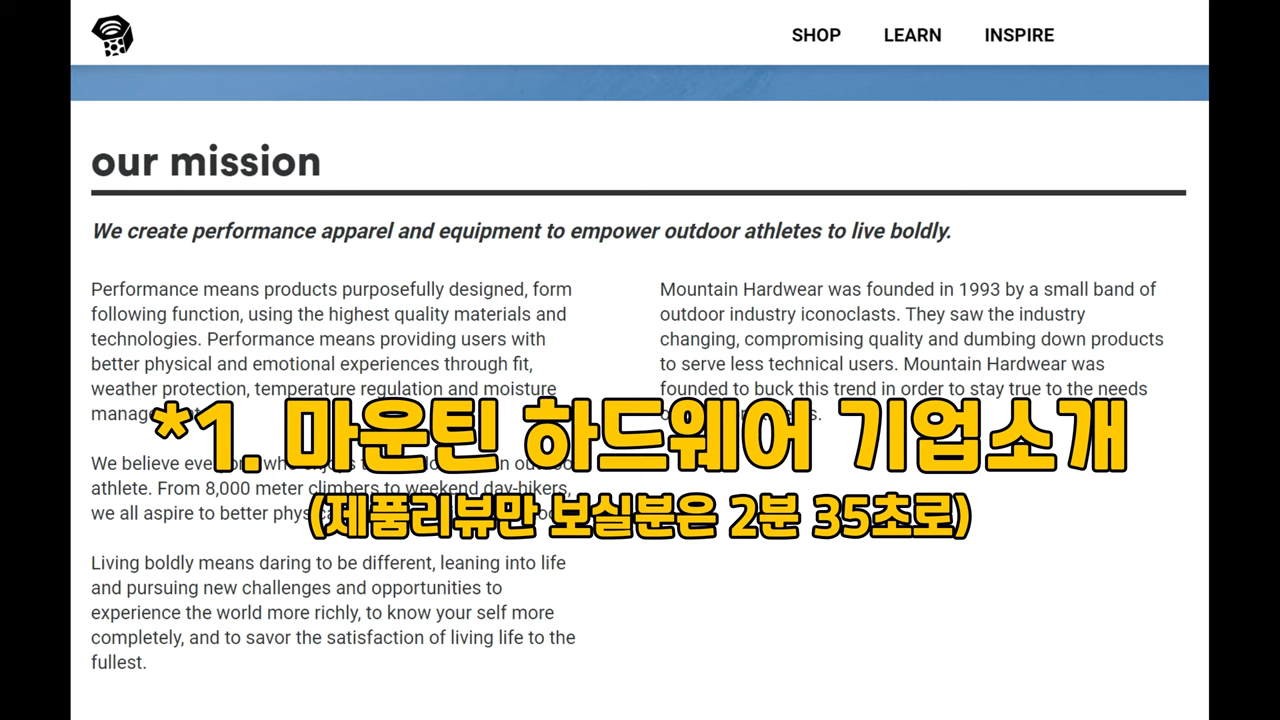 SHOP LEARN INSPIRE
our mission
We create performance apparel and equipment to empower outdoor athletes to live boldly.
Performance means products purposefully designed, form
following function, using the highest quality materials and
technologies. Performance means providing users with
better physical and emotional experiences through fit,
weather protection, temperature regulation and moisture
We believe
athlete. From 8,000 meter climbers to weekend day-hikers,
we all aspire to better
Living boldly means daring to be different, leaning into life
and pursuing new challenges and opportunities to
experience the world more richly, to know your self more
completely, and to savor the satisfaction of living life to the
fullest.
Mountain Hardwear was founded in 1993 by a small band of
outdoor industry iconoclasts. They saw the industry
changing, compromising quality and dumbing down products
to serve less technical users. Mountain Hardwear was
founded to buck this trend in order to stay true to the needs
*1. 마운틴 하드웨어 기업소개
(제품리뷰만 보실분은 2분 35초로)